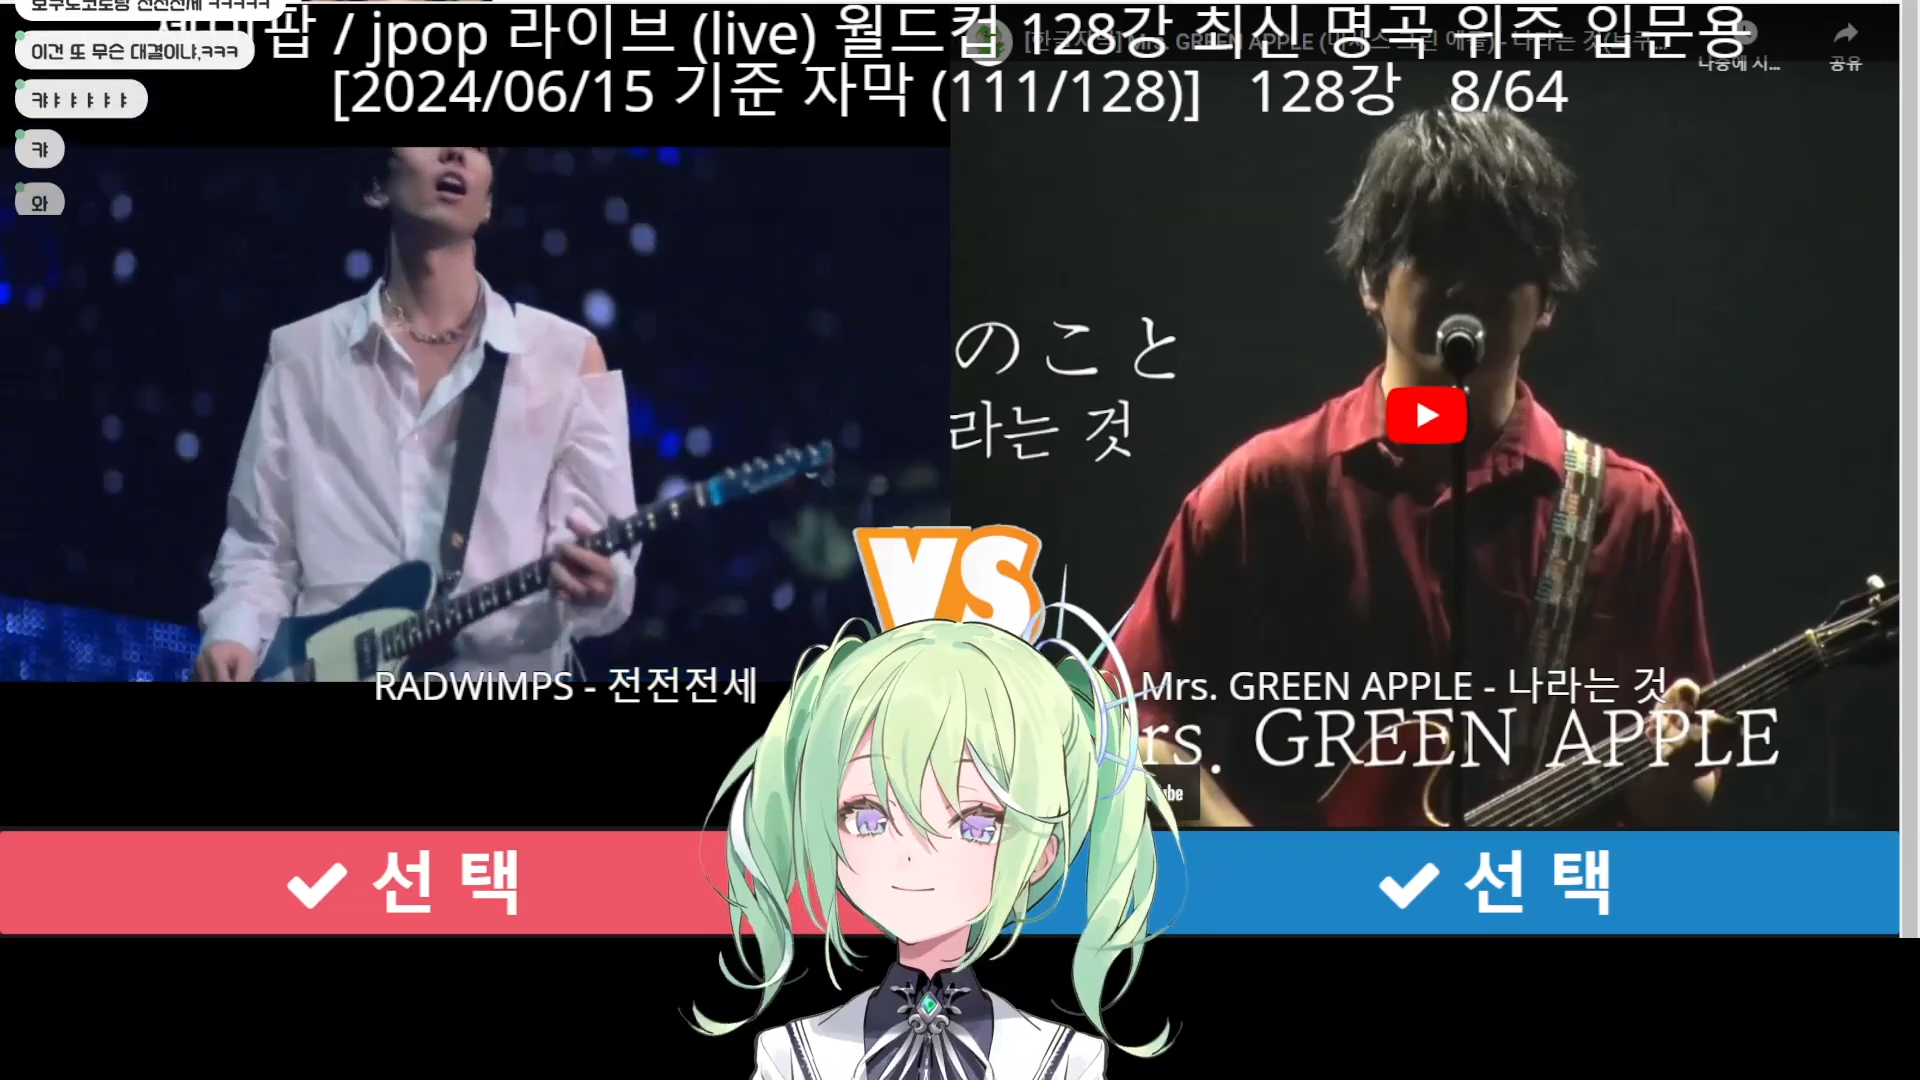 이건 또 무슨 대결이냐,ㅋㅋㅋ
캬ㅑㅑㅑㅑㅑ
캬
와
/ jpop 라이브 (live) 월드컵 128강 최신 명곡 위주 입문용
[2024/06/15 기준 자막 (111/128)] 128강 8/64
공유
のこと
라는 것
VS
RADWIMPS - 전전전세
Mrs. GREEN APPLE - 나라는 것
rs. GREEN APPLE
선 택
선 택